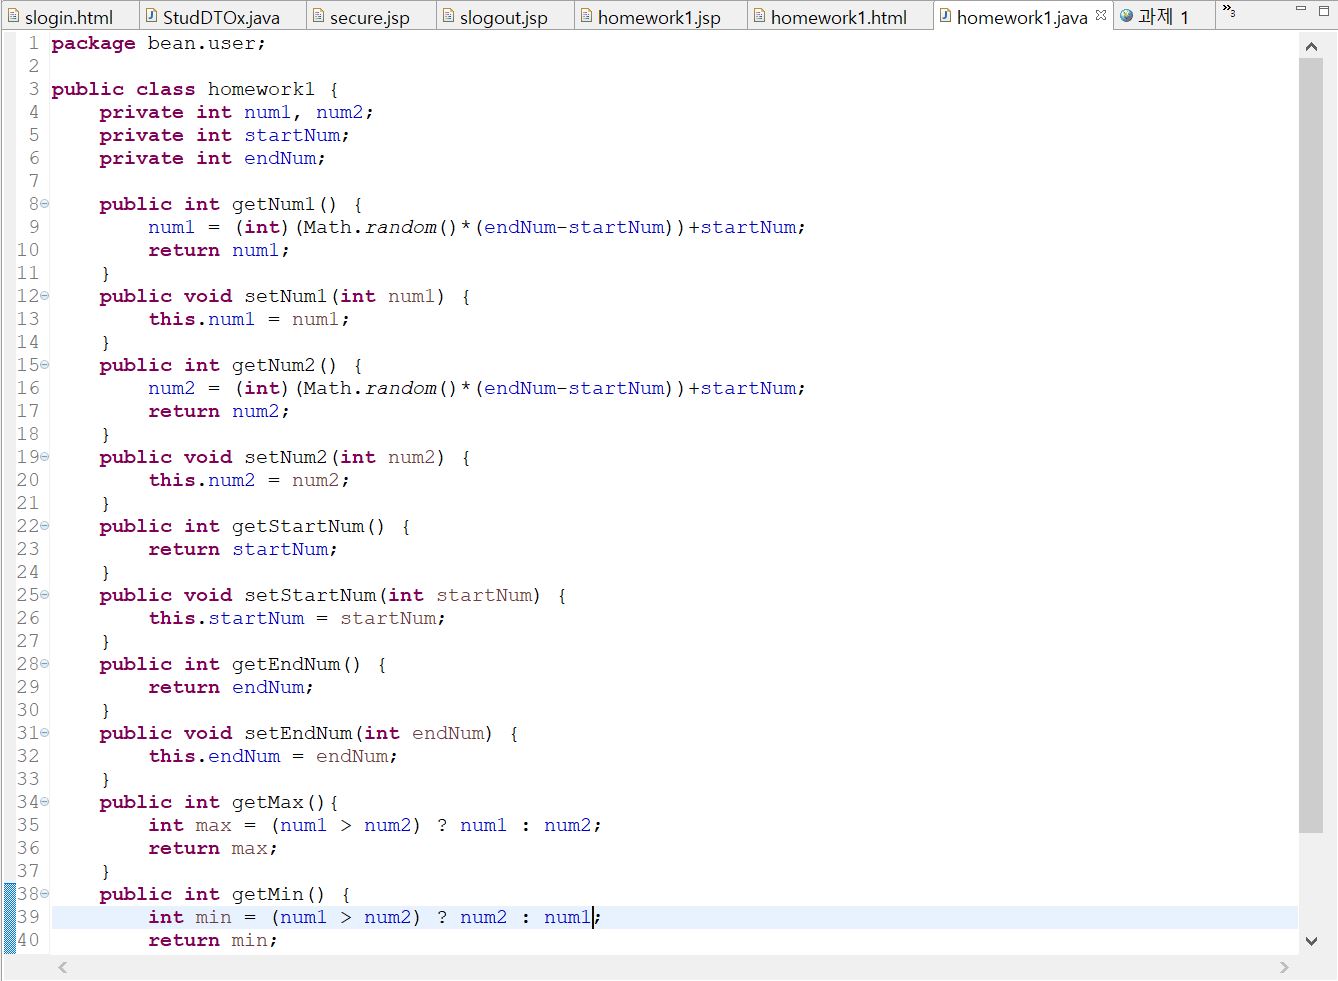 slogin.html StudDTOx.java secure.jsp slogout.jsp homework1.jsp homework1.html homework1.java 과제 1 »3
1 package bean.user;
2
3 public class homework1 {
4 private int num1, num2;
5 private int startNum;
6 private int endNum;
7
8 public int getNum1() {
9 num1 = (int)(Math.random()*(endNum-startNum))+startNum;
10 return num1;
11 }
12 public void setNum1(int num1) {
13 this.num1 = num1;
14 }
15 public int getNum2() {
16 num2 = (int)(Math.random()*(endNum-startNum))+startNum;
17 return num2;
18 }
19 public void setNum2(int num2) {
20 this.num2 = num2;
21 }
22 public int getStartNum() {
23 return startNum;
24 }
25 public void setStartNum(int startNum) {
26 this.startNum = startNum;
27 }
28 public int getEndNum() {
29 return endNum;
30 }
31 public void setEndNum(int endNum) {
32 this.endNum = endNum;
33 }
34 public int getMax(){
35 int max = (num1 > num2) ? num1 : num2;
36 return max;
37 }
38 public int getMin() {
39 int min = (num1 > num2) ? num2 : num1;
40 return min;